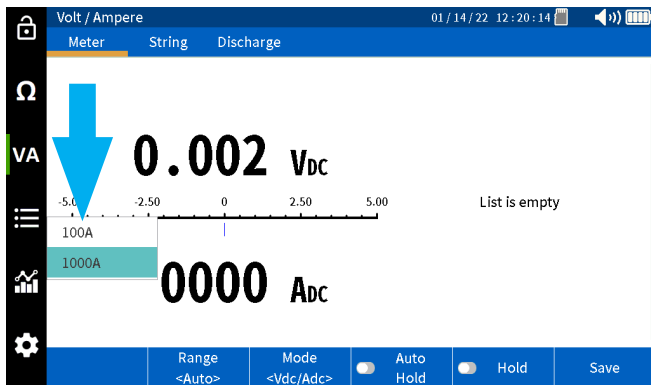 Volt / Ampere 01/14/22 12:20:14
Meter String Discharge
Ω
VA
0.002 VDC
-5.0 -2.50 0 2.50 5.00
List is empty
100A
1000A
0000 ADC
Range Mode Auto Hold Save
<Auto> <Vdc/Adc> Hold